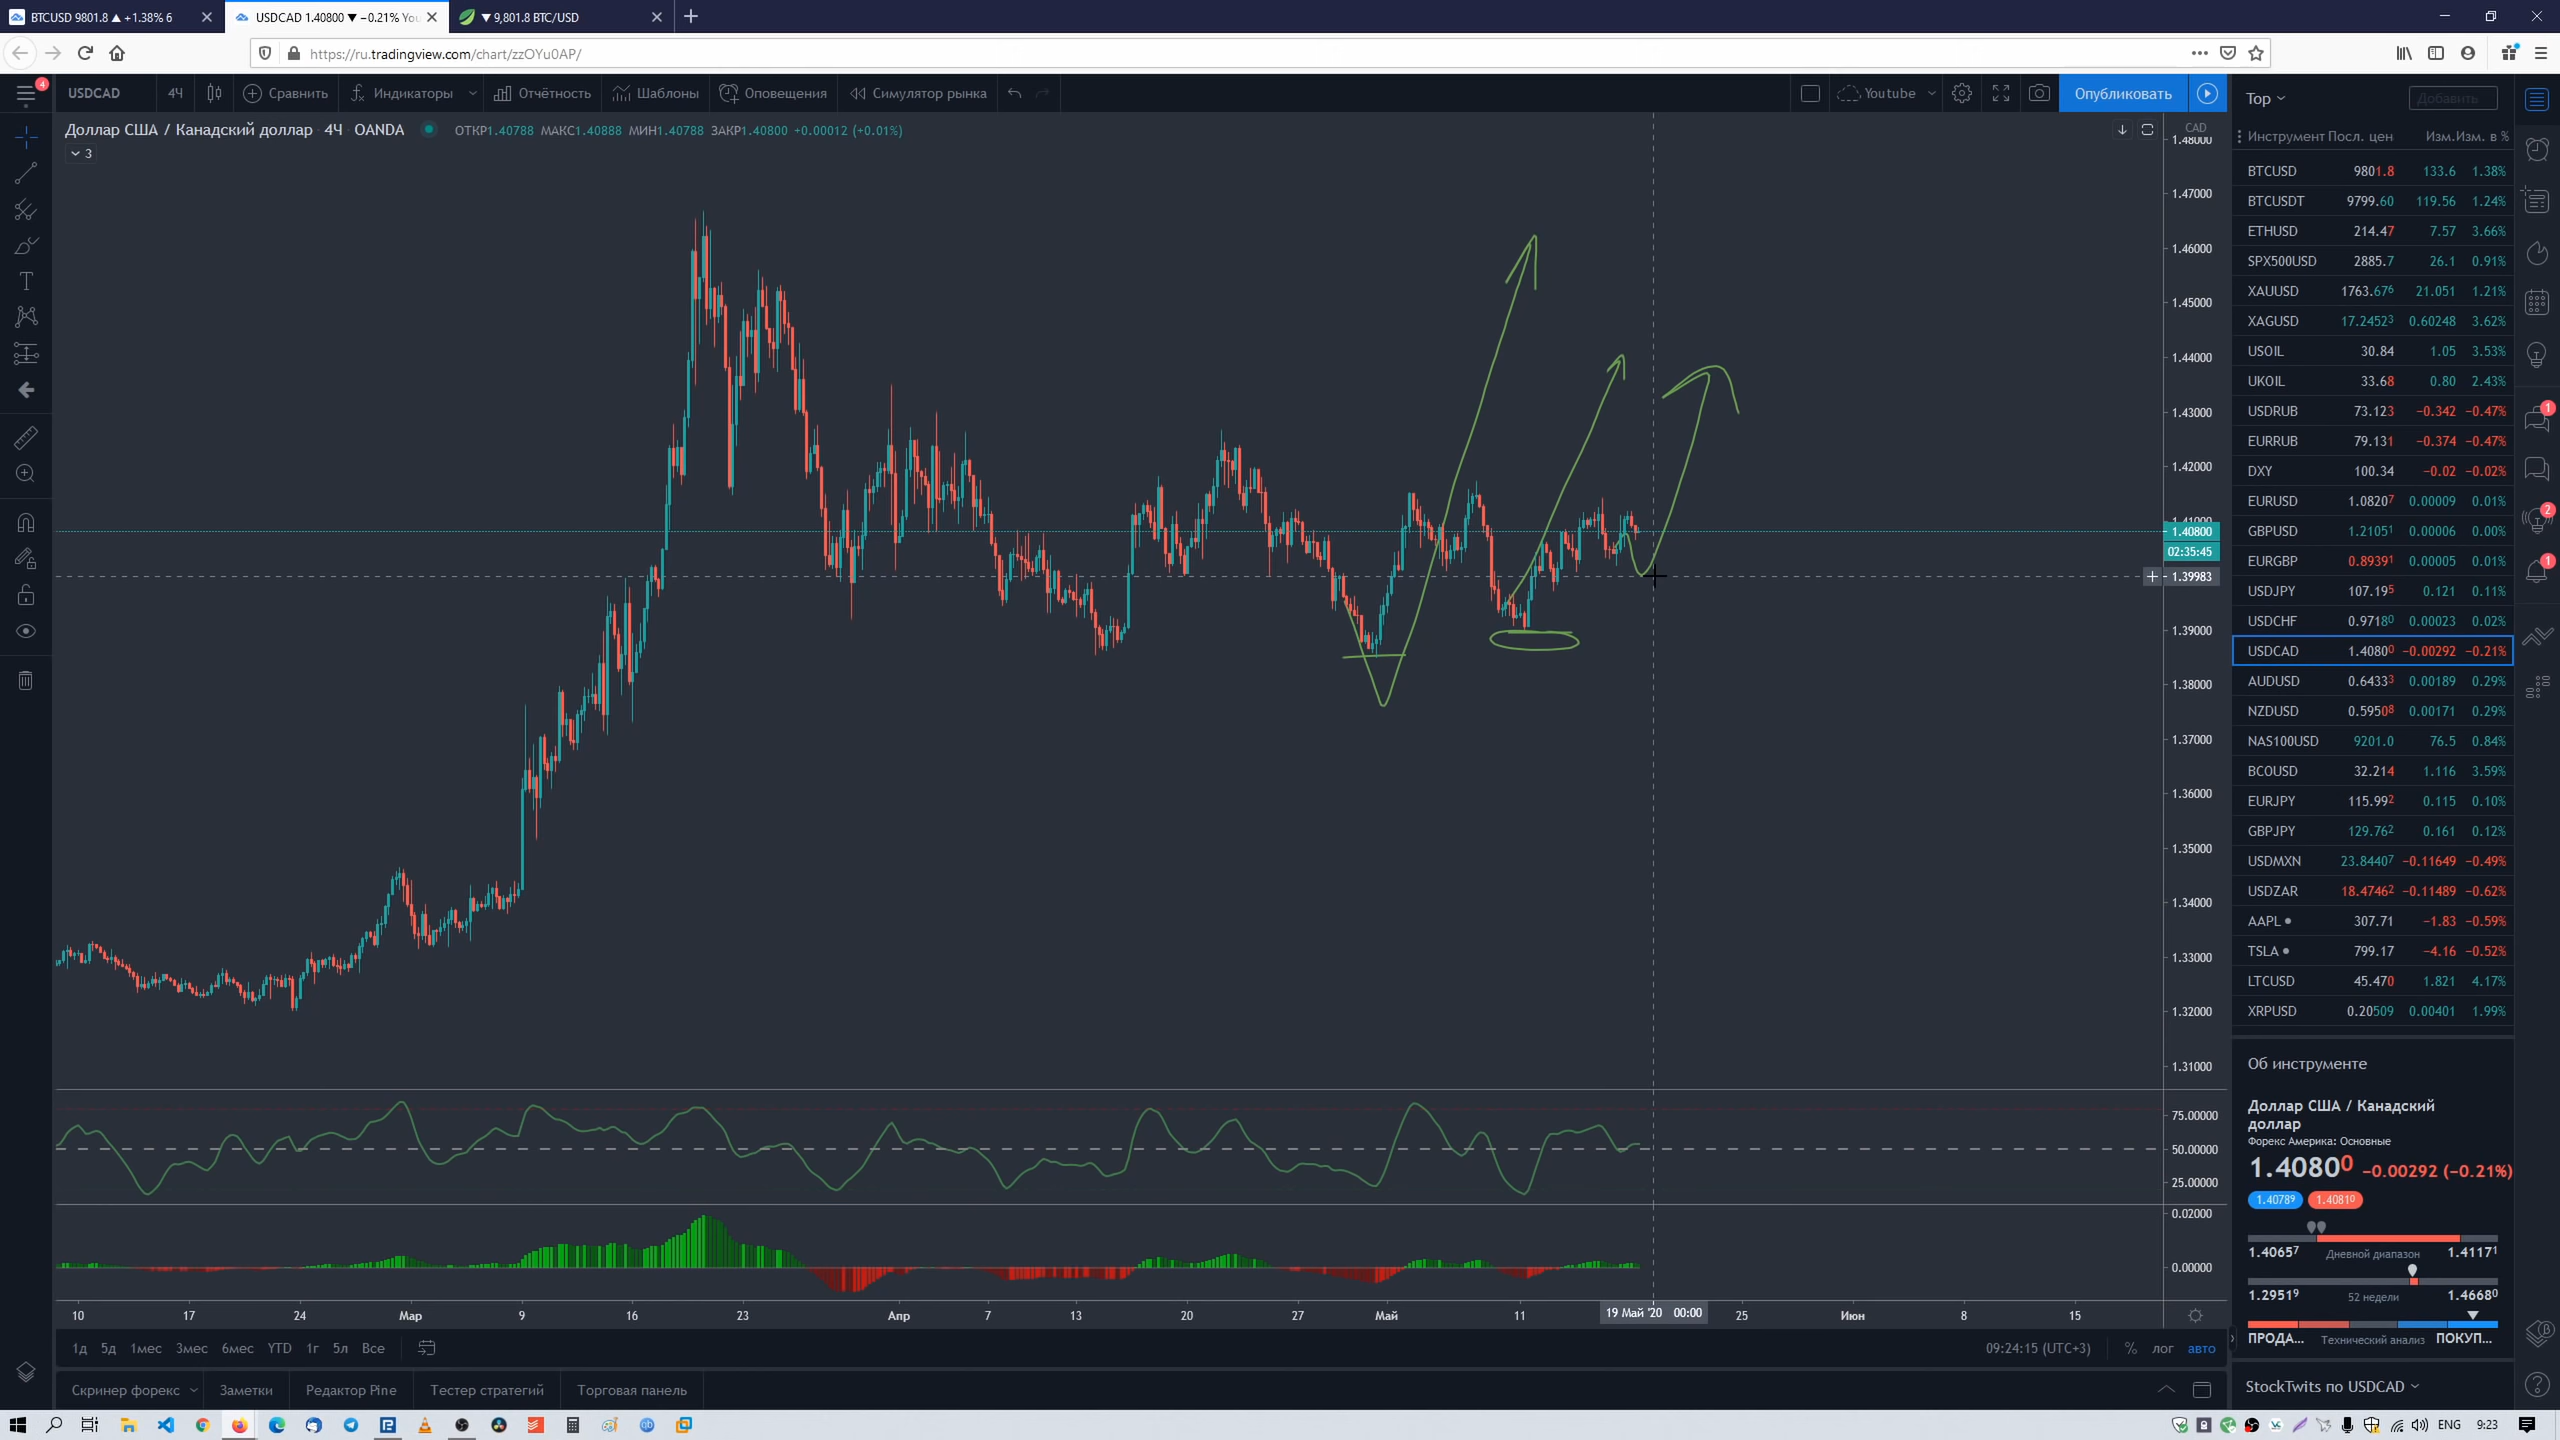 BTCUSD 9801.8 ▲ +1.38% 6
USDCAD 1.40800 ▼ −0.21% You
▼ 9,801.8 BTC/USD
https://ru.tradingview.com/chart/zzOYu0AP/
4
USDCAD 4Ч Сравнить Индикаторы Отчётность Шаблоны Оповещения Симулятор рынка Youtube Опубликовать
Доллар США / Канадский доллар 4Ч OANDA ОТКР1.40788 МАКС1.40888 МИН1.40788 ЗАКР1.40800 +0.00012 (+0.01%)
3
CAD
1.48000
1.47000
1.46000
1.45000
1.44000
1.43000
1.42000
1.41000
1.40800
02:35:45
1.39983
1.39000
1.38000
1.37000
1.36000
1.35000
1.34000
1.33000
1.32000
1.31000
75.00000
50.00000
25.00000
0.02000
0.00000
10 17 24 Мар 9 16 23 Апр 7 13 20 27 Май 11 19 Май '20 00:00 25 Июн 8 15
1д 5д 1мес 3мес 6мес YTD 1г 5л Все 09:24:15 (UTC+3) % лог авто
Скринер форекс Заметки Редактор Pine Тестер стратегий Торговая панель
Top Добавить
Инструмент Посл. цен Изм. Изм. в %
BTCUSD 9801.8 133.6 1.38%
BTCUSDT 9799.60 119.56 1.24%
ETHUSD 214.47 7.57 3.66%
SPX500USD 2885.7 26.1 0.91%
XAUUSD 1763.676 21.051 1.21%
XAGUSD 17.24523 0.60248 3.62%
USOIL 30.84 1.05 3.53%
UKOIL 33.68 0.80 2.43%
USDRUB 73.123 −0.342 −0.47%
EURRUB 79.131 −0.374 −0.47%
DXY 100.34 −0.02 −0.02%
EURUSD 1.08207 0.00009 0.01%
GBPUSD 1.21051 0.00006 0.00%
EURGBP 0.89391 0.00005 0.01%
USDJPY 107.195 0.121 0.11%
USDCHF 0.97180 0.00023 0.02%
USDCAD 1.40800 −0.00292 −0.21%
AUDUSD 0.64333 0.00189 0.29%
NZDUSD 0.59508 0.00171 0.29%
NAS100USD 9201.0 76.5 0.84%
BCOUSD 32.214 1.116 3.59%
EURJPY 115.992 0.115 0.10%
GBPJPY 129.762 0.161 0.12%
USDMXN 23.84407 −0.11649 −0.49%
USDZAR 18.47462 −0.11489 −0.62%
AAPL 307.71 −1.83 −0.59%
TSLA 799.17 −4.16 −0.52%
LTCUSD 45.470 1.821 4.17%
XRPUSD 0.20509 0.00401 1.99%
Об инструменте
Доллар США / Канадский
доллар
Форекс Америка: Основные
1.40800 −0.00292 (−0.21%)
1.40789 1.40810
1.40657 Дневной диапазон 1.41171
1.29519 52 недели 1.46680
ПРОДА... Технический анализ ПОКУП...
StockTwits по USDCAD
1
2
1
ENG 9:23